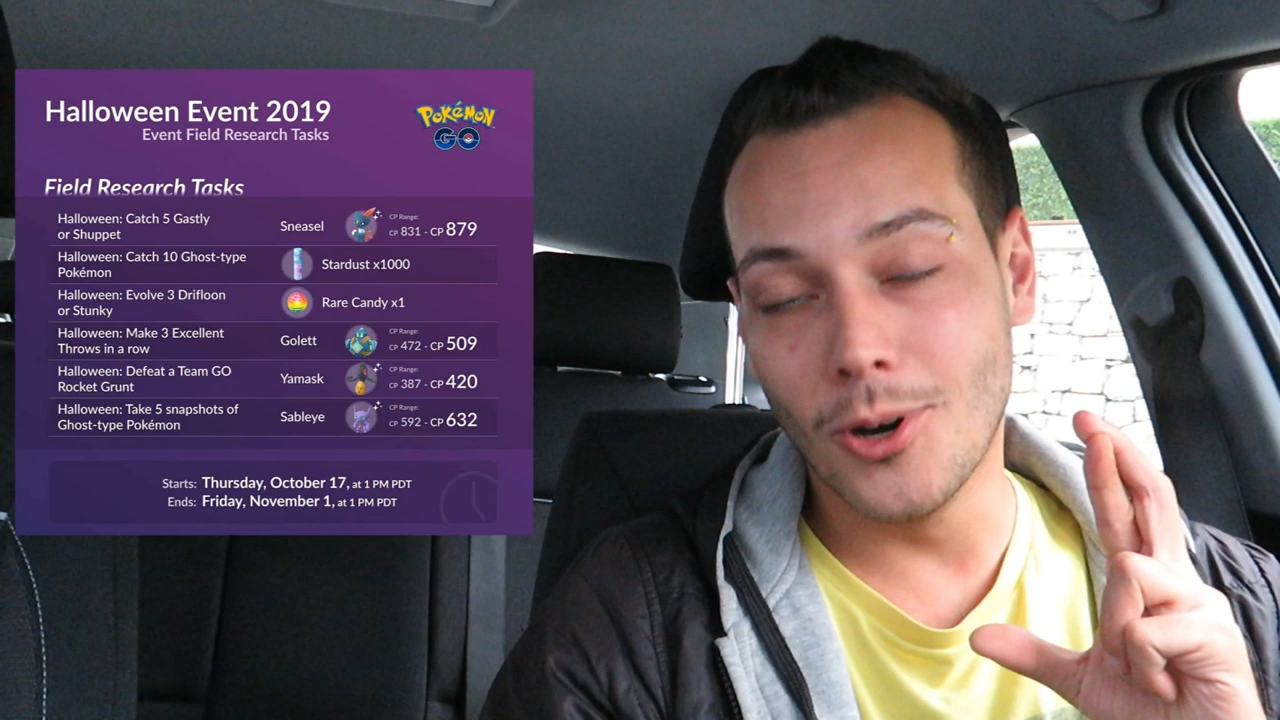 Halloween Event 2019
Event Field Research Tasks
POKéMON
GO
Field Research Tasks
Halloween: Catch 5 Gastly
or Shuppet
Sneasel
CP Range:
CP 831 - CP 879
Halloween: Catch 10 Ghost-type
Pokémon
Stardust x1000
Halloween: Evolve 3 Drifloon
or Stunky
Rare Candy x1
Halloween: Make 3 Excellent
Throws in a row
Golett
CP Range:
CP 472 - CP 509
Halloween: Defeat a Team GO
Rocket Grunt
Yamask
CP Range:
CP 387 - CP 420
Halloween: Take 5 snapshots of
Ghost-type Pokémon
Sableye
CP Range:
CP 592 - CP 632
Starts: Thursday, October 17, at 1 PM PDT
Ends: Friday, November 1, at 1 PM PDT